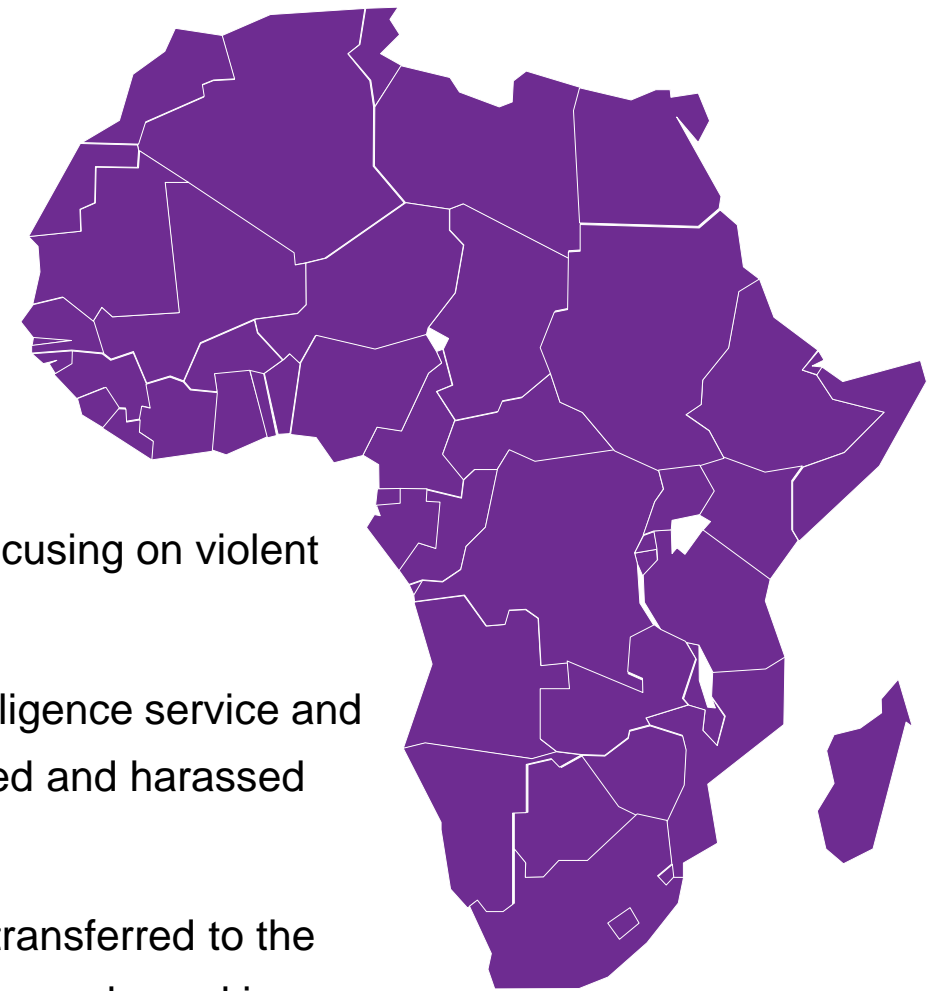 cusing on violent
ligence service and
ed and harassed
transferred to the